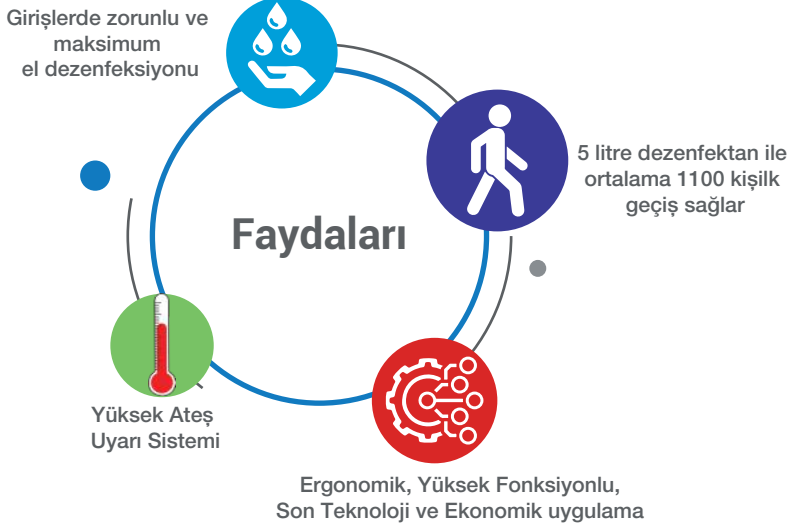 Girişlerde zorunlu ve
maksimum
el dezenfeksiyonu
5 litre dezenfektan ile
ortalama 1100 kişilk
geçiş sağlar
Faydaları
Yüksek Ateş
Uyarı Sistemi
Ergonomik, Yüksek Fonksiyonlu,
Son Teknoloji ve Ekonomik uygulama